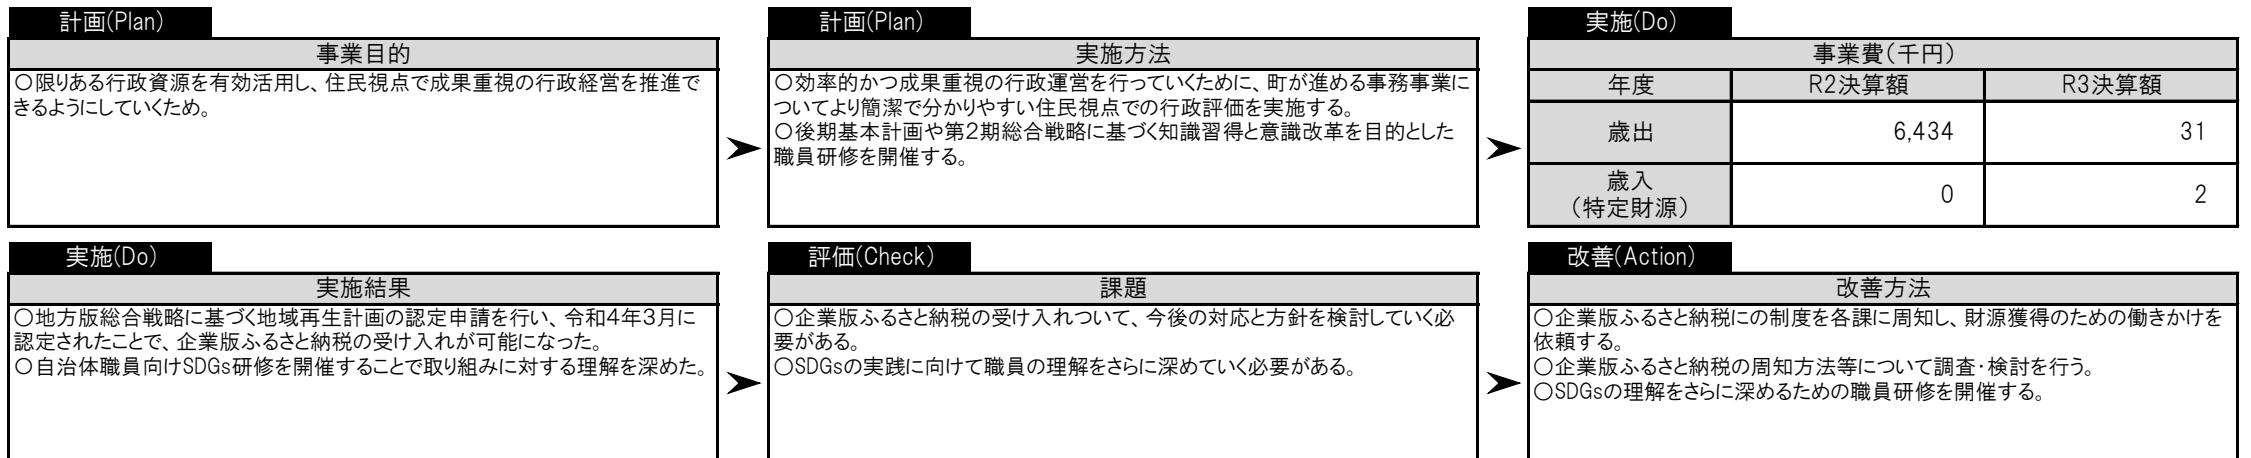 計画(Plan)
事業目的
○限りある行政資源を有効活用し、住民視点で成果重視の行政経営を推進で
きるようにしていくため。
計画(Plan)
実施方法
○効率的かつ成果重視の行政運営を行っていくために、町が進める事務事業に
ついてより簡潔で分かりやすい住民視点での行政評価を実施する。
○後期基本計画や第2期総合戦略に基づく知識習得と意識改革を目的とした
職員研修を開催する。
実施(Do)
事業費(千円)
年度 R2決算額 R3決算額
歳出 6,434 31
歳入
(特定財源) 0 2
実施(Do)
実施結果
○地方版総合戦略に基づく地域再生計画の認定申請を行い、令和4年3月に
認定されたことで、企業版ふるさと納税の受け入れが可能になった。
○自治体職員向けSDGs研修を開催することで取り組みに対する理解を深めた。
評価(Check)
課題
○企業版ふるさと納税の受け入れついて、今後の対応と方針を検討していく必
要がある。
○SDGsの実践に向けて職員の理解をさらに深めていく必要がある。
改善(Action)
改善方法
○企業版ふるさと納税にの制度を各課に周知し、財源獲得のための働きかけを
依頼する。
○企業版ふるさと納税の周知方法等について調査・検討を行う。
○SDGsの理解をさらに深めるための職員研修を開催する。